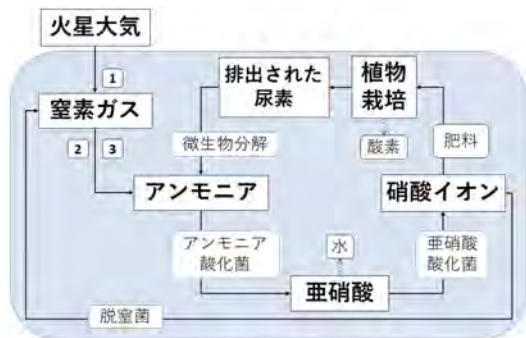 火星大気
1
窒素ガス
2
3
排出された
尿素
植物
栽培
微生物分解
酸素
肥料
アンモニア
硝酸イオン
アンモニア
酸化菌
水
亜硝酸
酸化菌
亜硝酸
脱窒菌